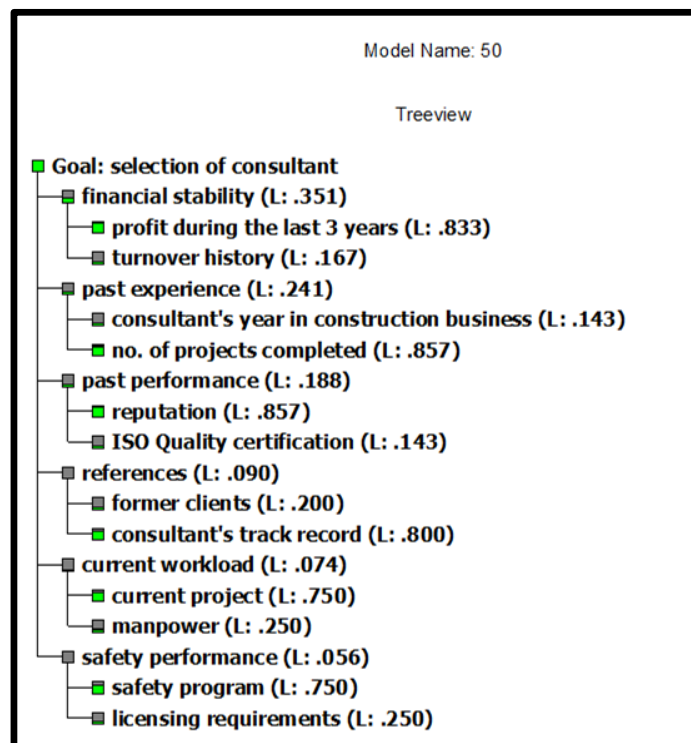 Model Name: 50
Treeview
Goal: selection of consultant
financial stability (L: .351)
profit during the last 3 years (L: .833)
turnover history (L: .167)
past experience (L: .241)
consultant's year in construction business (L: .143)
no. of projects completed (L: .857)
past performance (L: .188)
reputation (L: .857)
ISO Quality certification (L: .143)
references (L: .090)
former clients (L: .200)
consultant's track record (L: .800)
current workload (L: .074)
current project (L: .750)
manpower (L: .250)
safety performance (L: .056)
safety program (L: .750)
licensing requirements (L: .250)